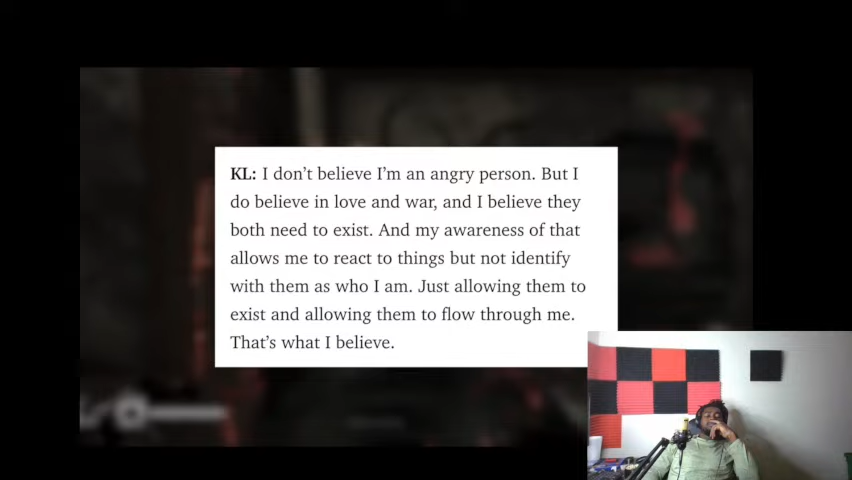 KL: I don’t believe I’m an angry person. But I
do believe in love and war, and I believe they
both need to exist. And my awareness of that
allows me to react to things but not identify
with them as who I am. Just allowing them to
exist and allowing them to flow through me.
That’s what I believe.